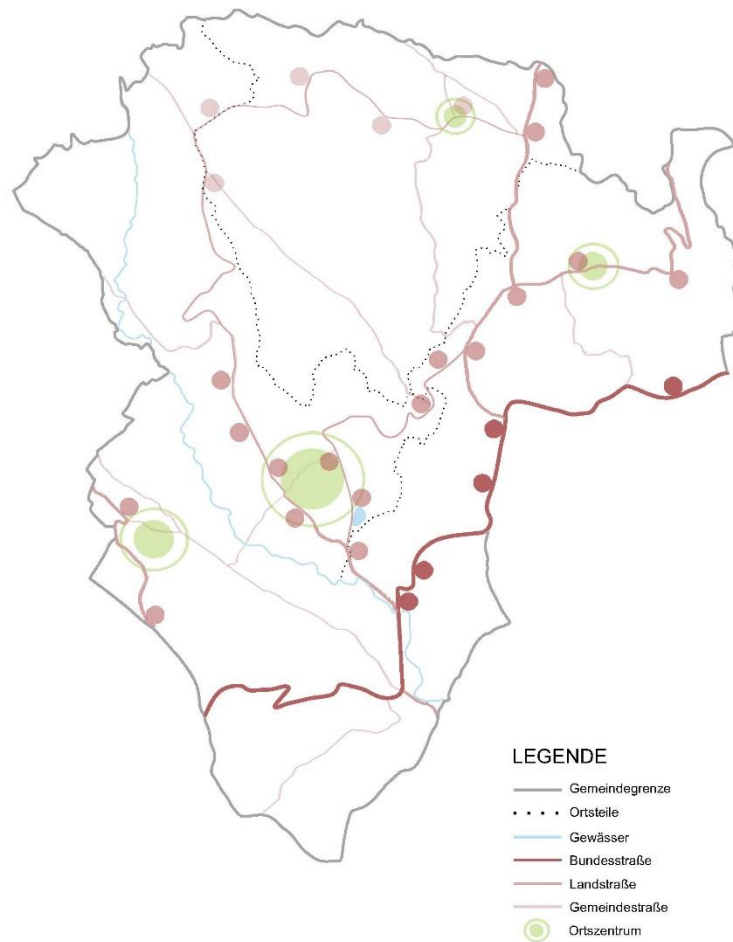 LEGENDE
Gemeindegrenze
Ortsteile
Gewässer
Bundesstraße
Landstraße
Gemeindestraße
Ortszentrum